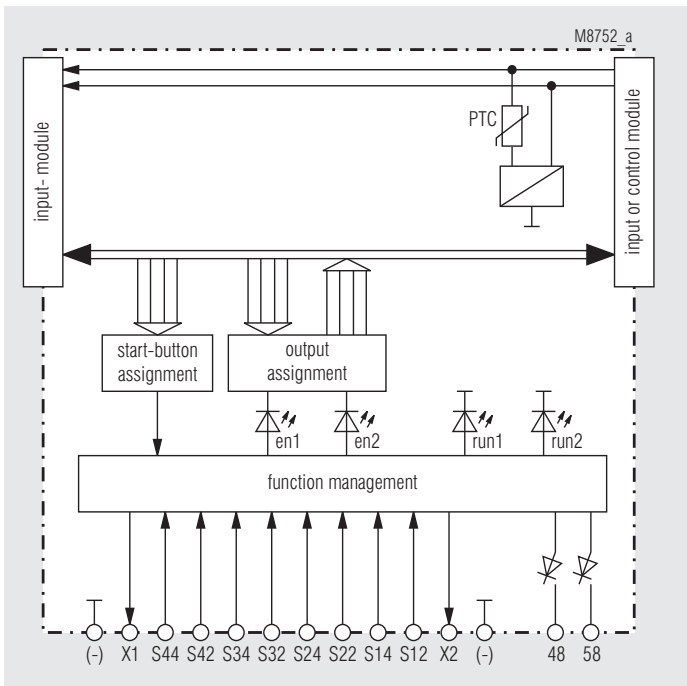 M8752_a
input- module
PTC
input or control module
start-button
assignment
output
assignment
en1
en2
run1
run2
function management
(-) X1 S44 S42 S34 S32 S24 S22 S14 S12 X2 (-) 48 58